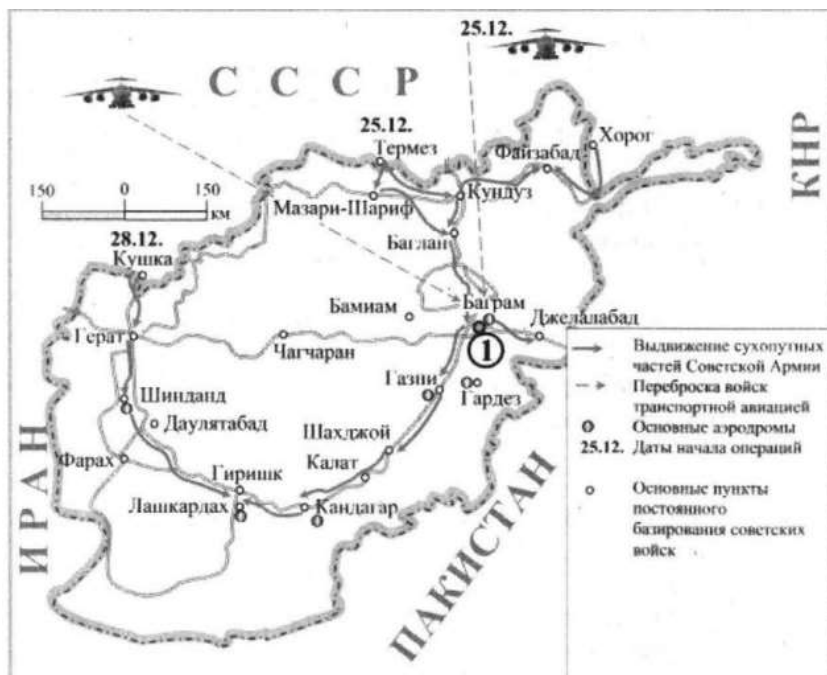 25.12.
СССР
КНР
25.12.
Термез
Хорог
Файзабад
150 0 150
км
Мазари-Шариф
Кундуз
Баглан
28.12.
Кушка
Бамиам
Баграм
Джелалабад
Герат
Чагчаран
1
Газни
Гардез
Шинданд
Даулятабад
Шахджой
Фарах
Гиришк
Калат
Лашкардах
Кандагар
ИРАН
ПАКИСТАН
Выдвижение сухопутных
частей Советской Армии
Переброска войск
транспортной авиацией
Основные аэродромы
25.12. Даты начала операций
Основные пункты
постоянного
базирования советских
войск